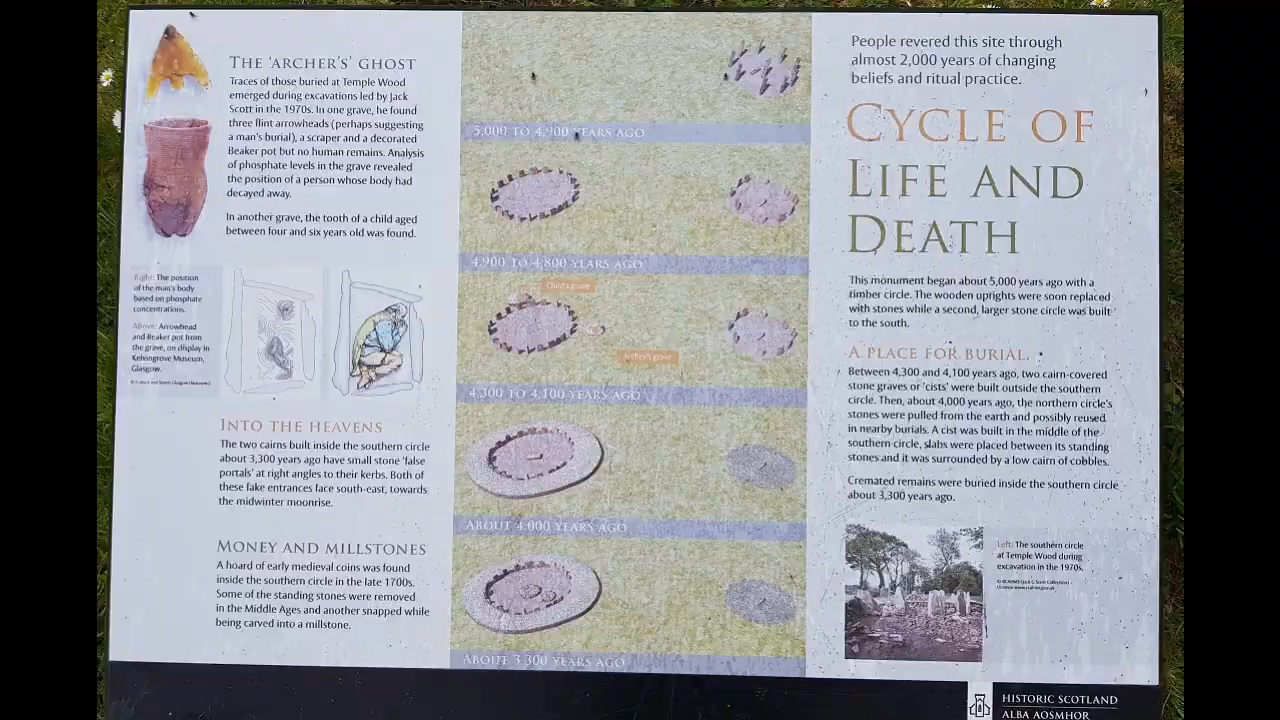 THE 'ARCHER'S' GHOST
Traces of those buried at Temple Wood
emerged during excavations led by Jack
Scott in the 1970s. In one grave, he found
three flint arrowheads (perhaps suggesting
a man's burial), a scraper and a decorated
Beaker pot but no human remains. Analysis
of phosphate levels in the grave revealed
the position of a person whose body had
decayed away.
In another grave, the tooth of a child aged
between four and six years old was found.
Right: The position
of the man's body
based on phosphate
concentrations.
Above: Arrowhead
and Beaker pot from
the grave, on display in
Kelvingrove Museum,
Glasgow.
INTO THE HEAVENS
The two cairns built inside the southern circle
about 3,300 years ago have small stone 'false
portals' at right angles to their kerbs. Both of
these fake entrances face south-east, towards
the midwinter moonrise.
MONEY AND MILLSTONES
A hoard of early medieval coins was found
inside the southern circle in the late 1700s.
Some of the standing stones were removed
in the Middle Ages and another snapped while
being carved into a millstone.
5,000 TO 4,900 YEARS AGO
4,900 TO 4,800 YEARS AGO
Child's grave
Archer's grave
4,300 TO 4,100 YEARS AGO
ABOUT 4,000 YEARS AGO
ABOUT 3,300 YEARS AGO
People revered this site through
almost 2,000 years of changing
beliefs and ritual practice.
CYCLE OF
LIFE AND
DEATH
This monument began about 5,000 years ago with a
timber circle. The wooden uprights were soon replaced
with stones while a second, larger stone circle was built
to the south.
A PLACE FOR BURIAL
Between 4,300 and 4,100 years ago, two cairn-covered
stone graves or 'cists' were built outside the southern
circle. Then, about 4,000 years ago, the northern circle's
stones were pulled from the earth and possibly reused
in nearby burials. A cist was built in the middle of the
southern circle, slabs were placed between its standing
stones and it was surrounded by a low cairn of cobbles.
Cremated remains were buried inside the southern circle
about 3,300 years ago.
Left: The southern circle
at Temple Wood during
excavation in the 1970s.
HISTORIC SCOTLAND
ALBA AOSMHOR